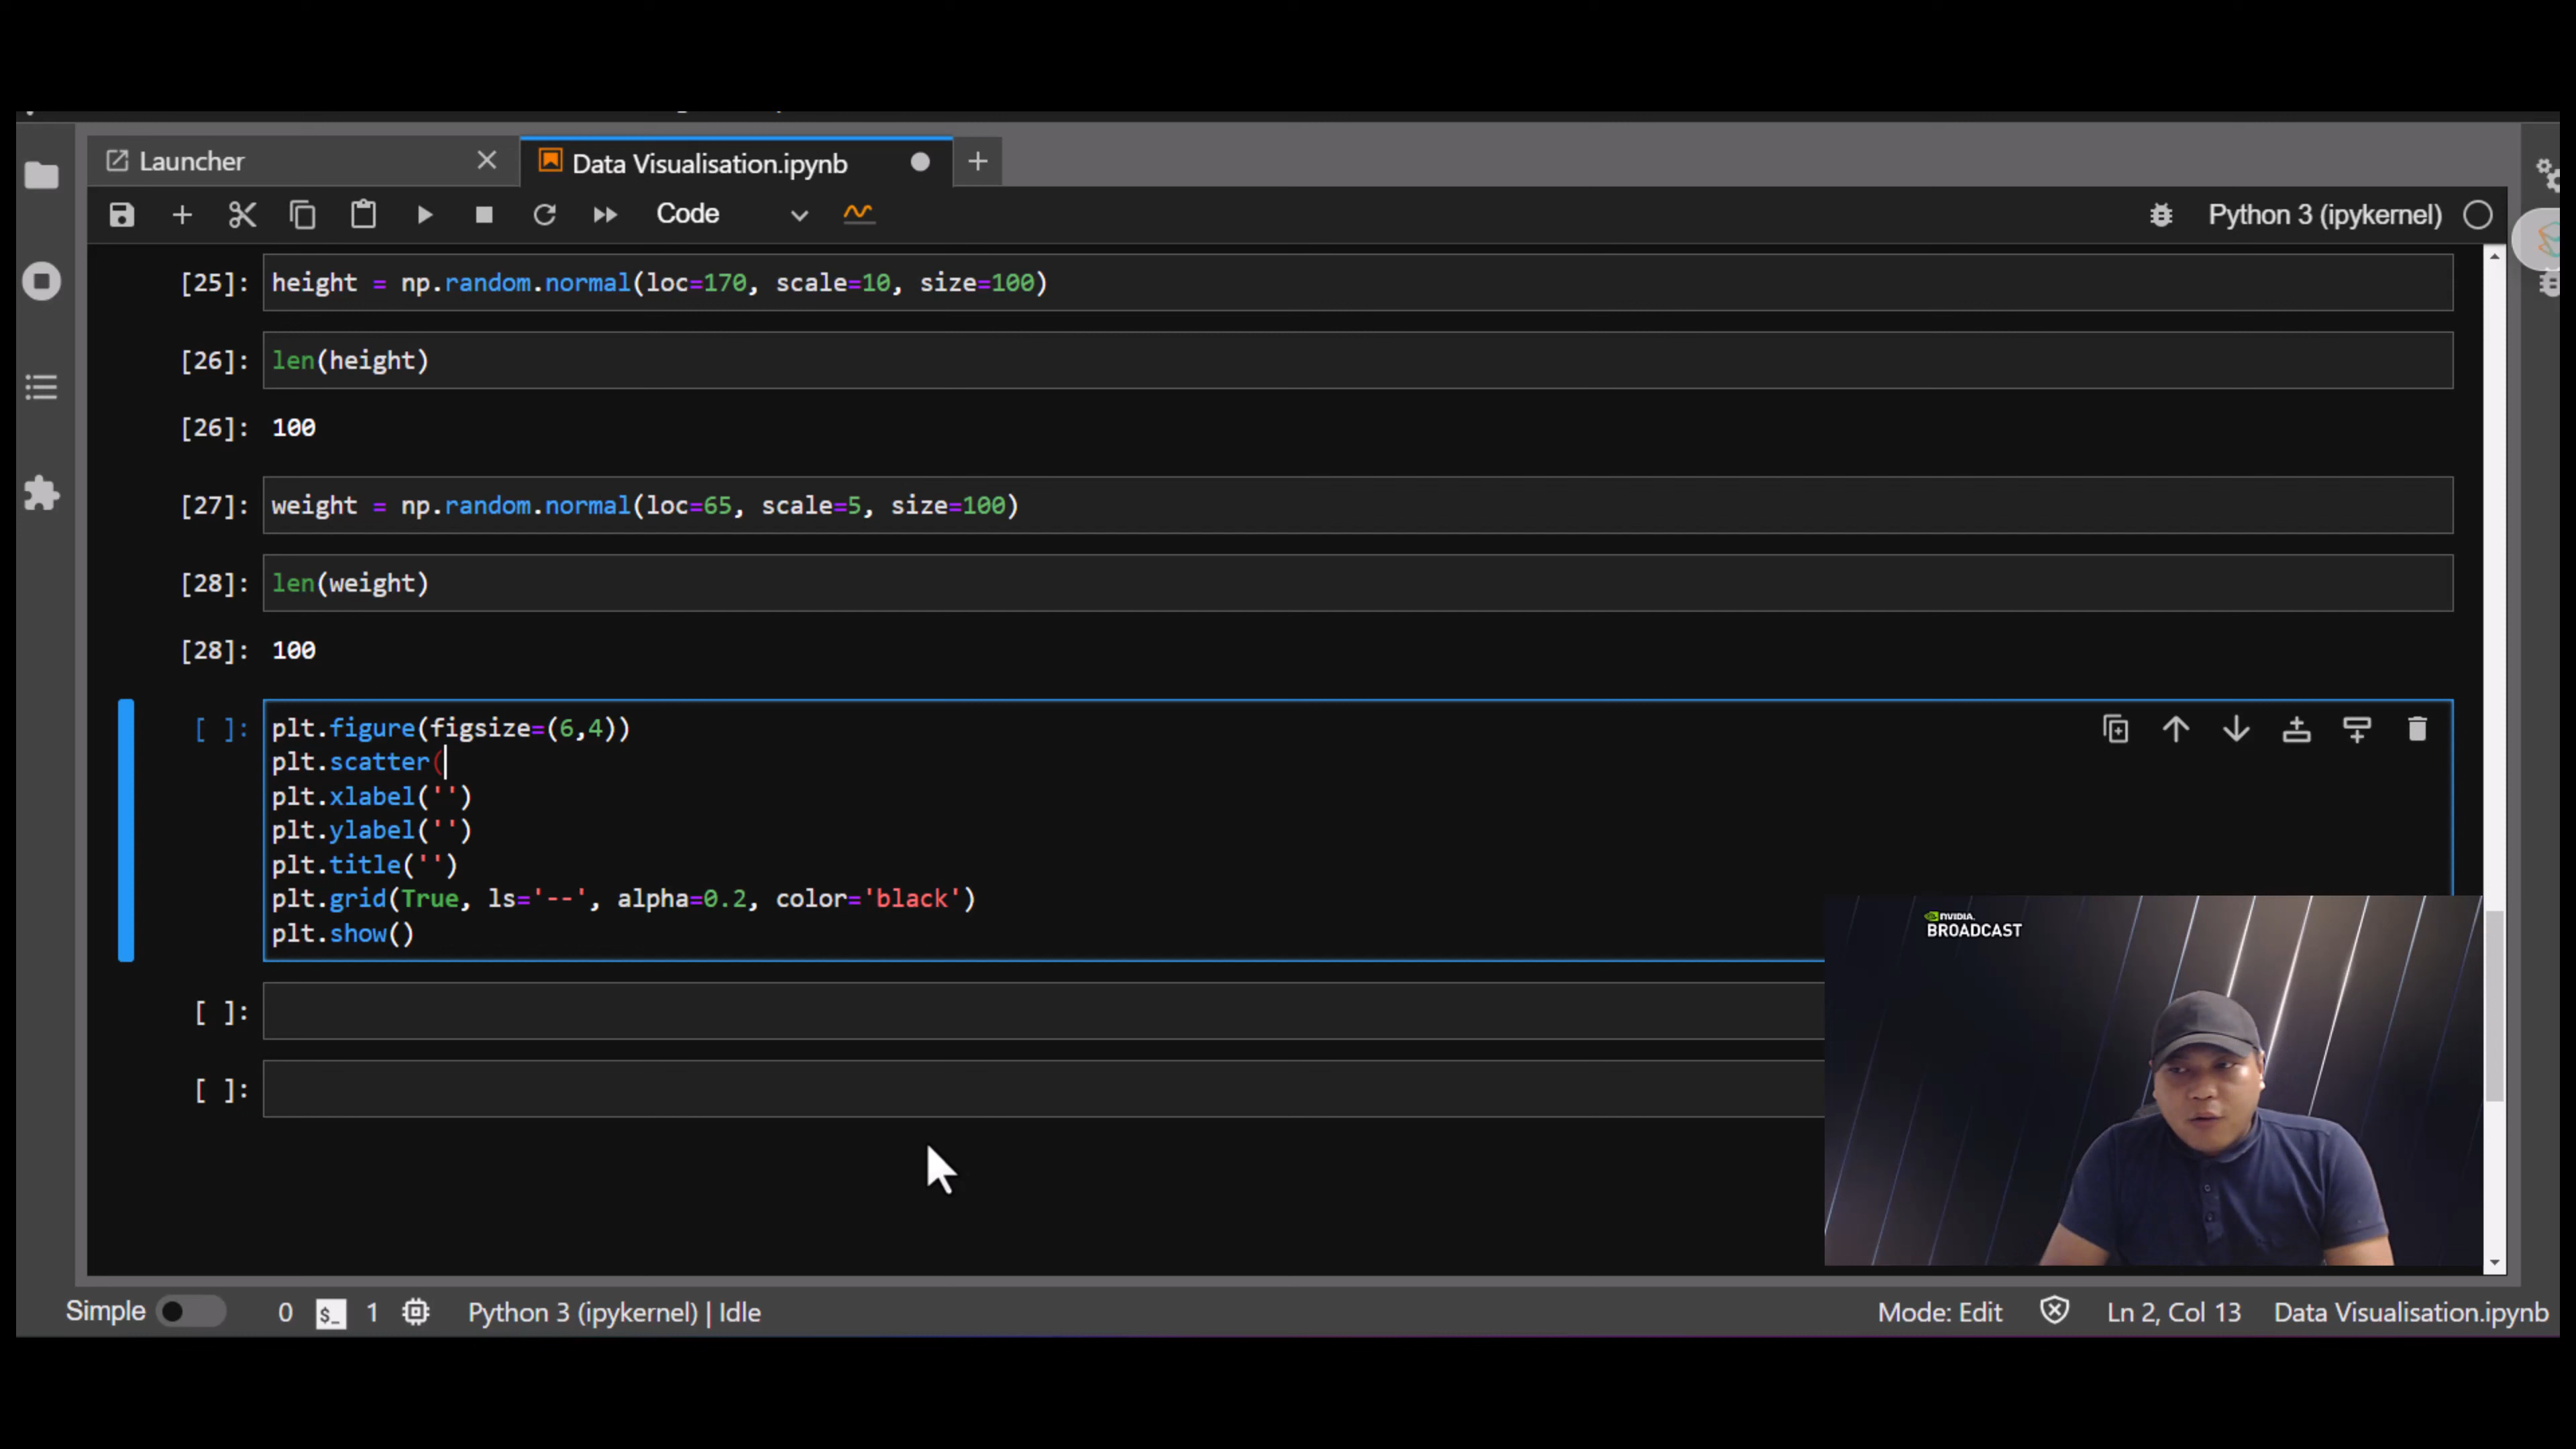 Launcher
Data Visualisation.ipynb
Code
Python 3 (ipykernel)
[25]: height = np.random.normal(loc=170, scale=10, size=100)
[26]: len(height)
[26]: 100
[27]: weight = np.random.normal(loc=65, scale=5, size=100)
[28]: len(weight)
[28]: 100
[ ]: plt.figure(figsize=(6,4))
plt.scatter(
plt.xlabel('')
plt.ylabel('')
plt.title('')
plt.grid(True, ls='--', alpha=0.2, color='black')
plt.show()
[ ]:
[ ]:
NVIDIA.
BROADCAST
Simple 0 $_ 1 Python 3 (ipykernel) | Idle Mode: Edit Ln 2, Col 13 Data Visualisation.ipynb